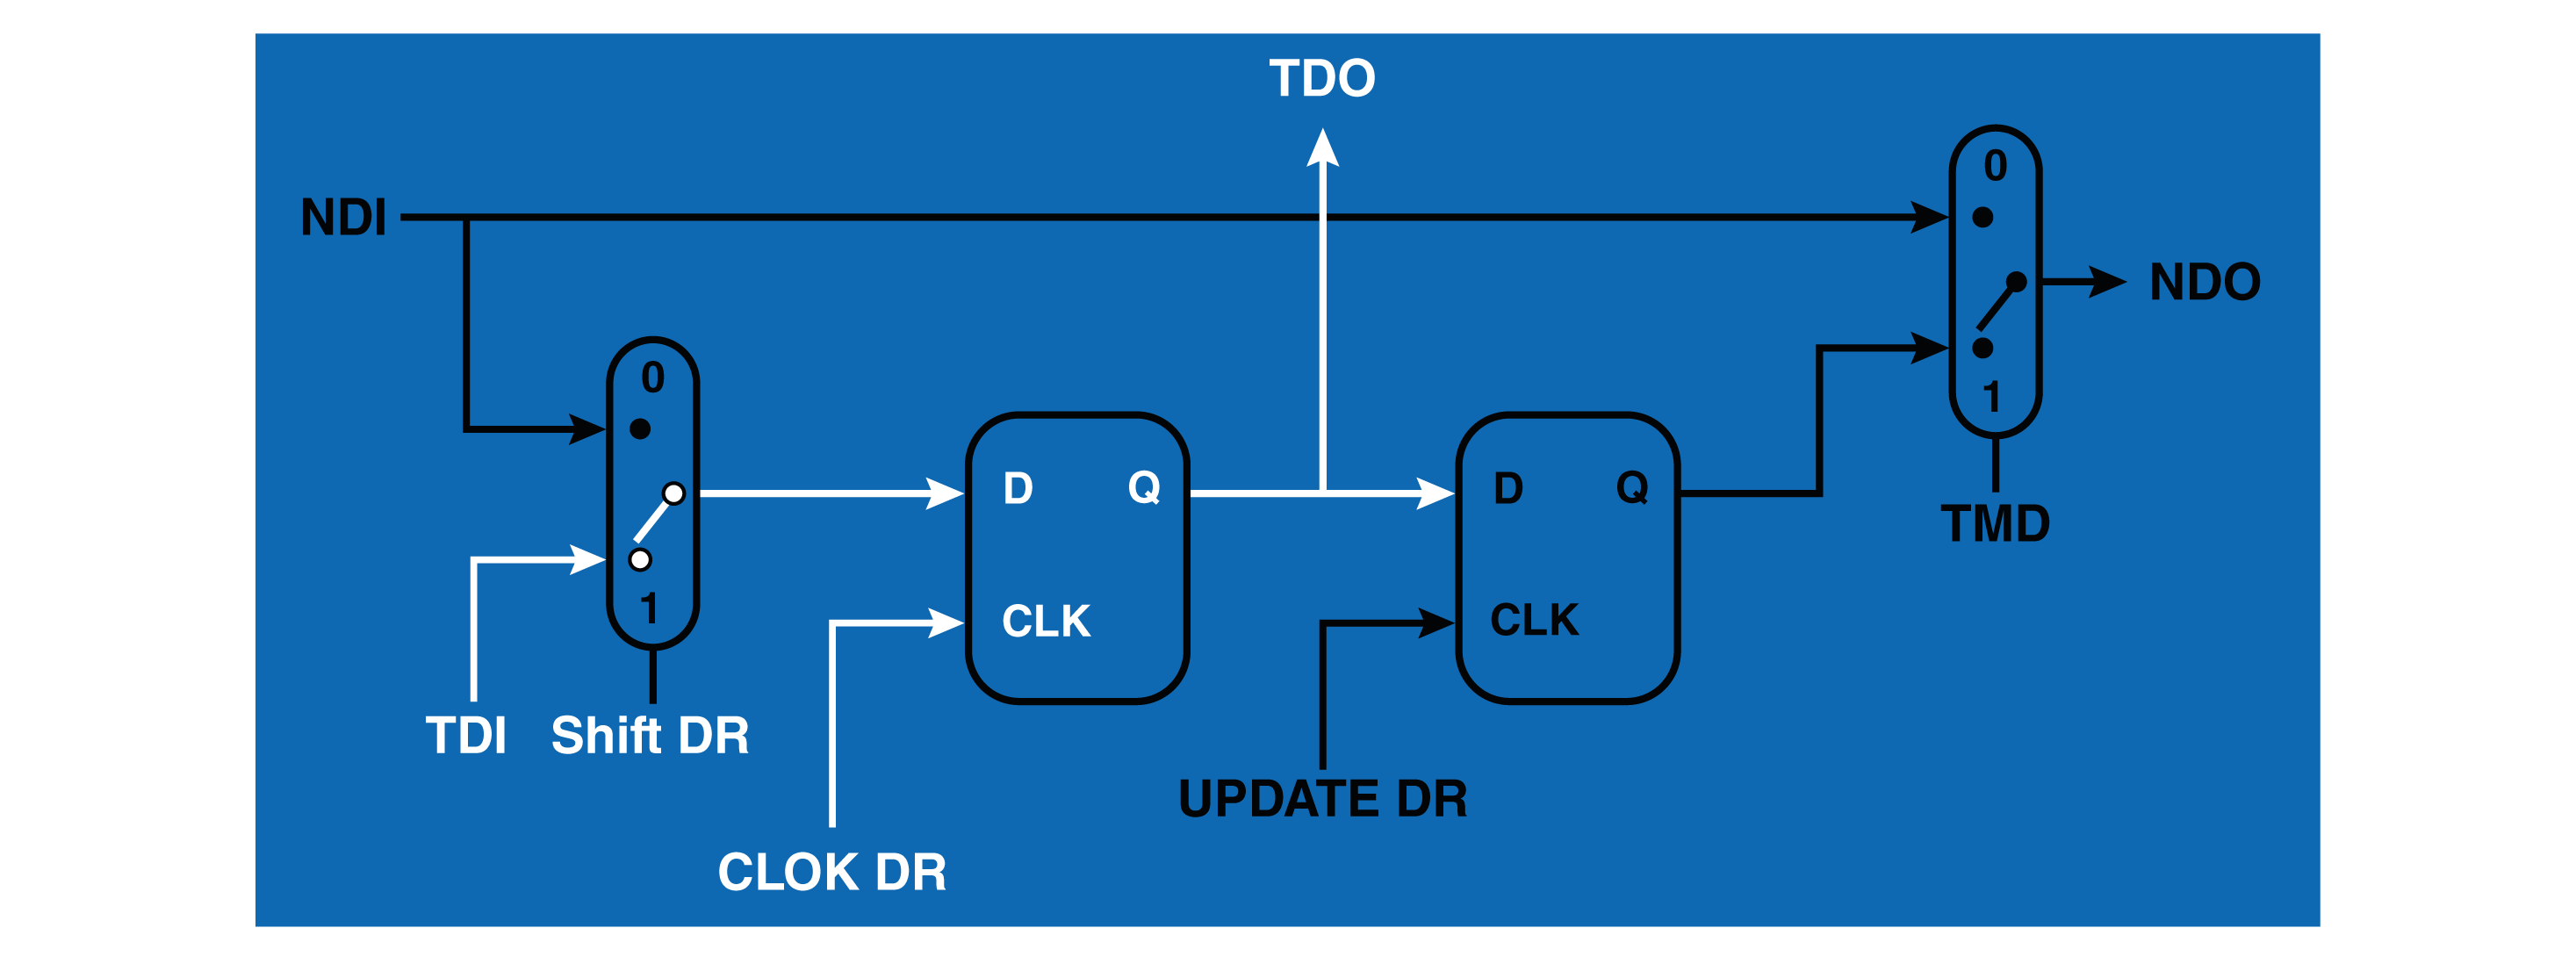 TDO
0
NDI
NDO
0
1
D Q
D Q
TMD
1
CLK
CLK
TDI
Shift DR
UPDATE DR
CLOK DR